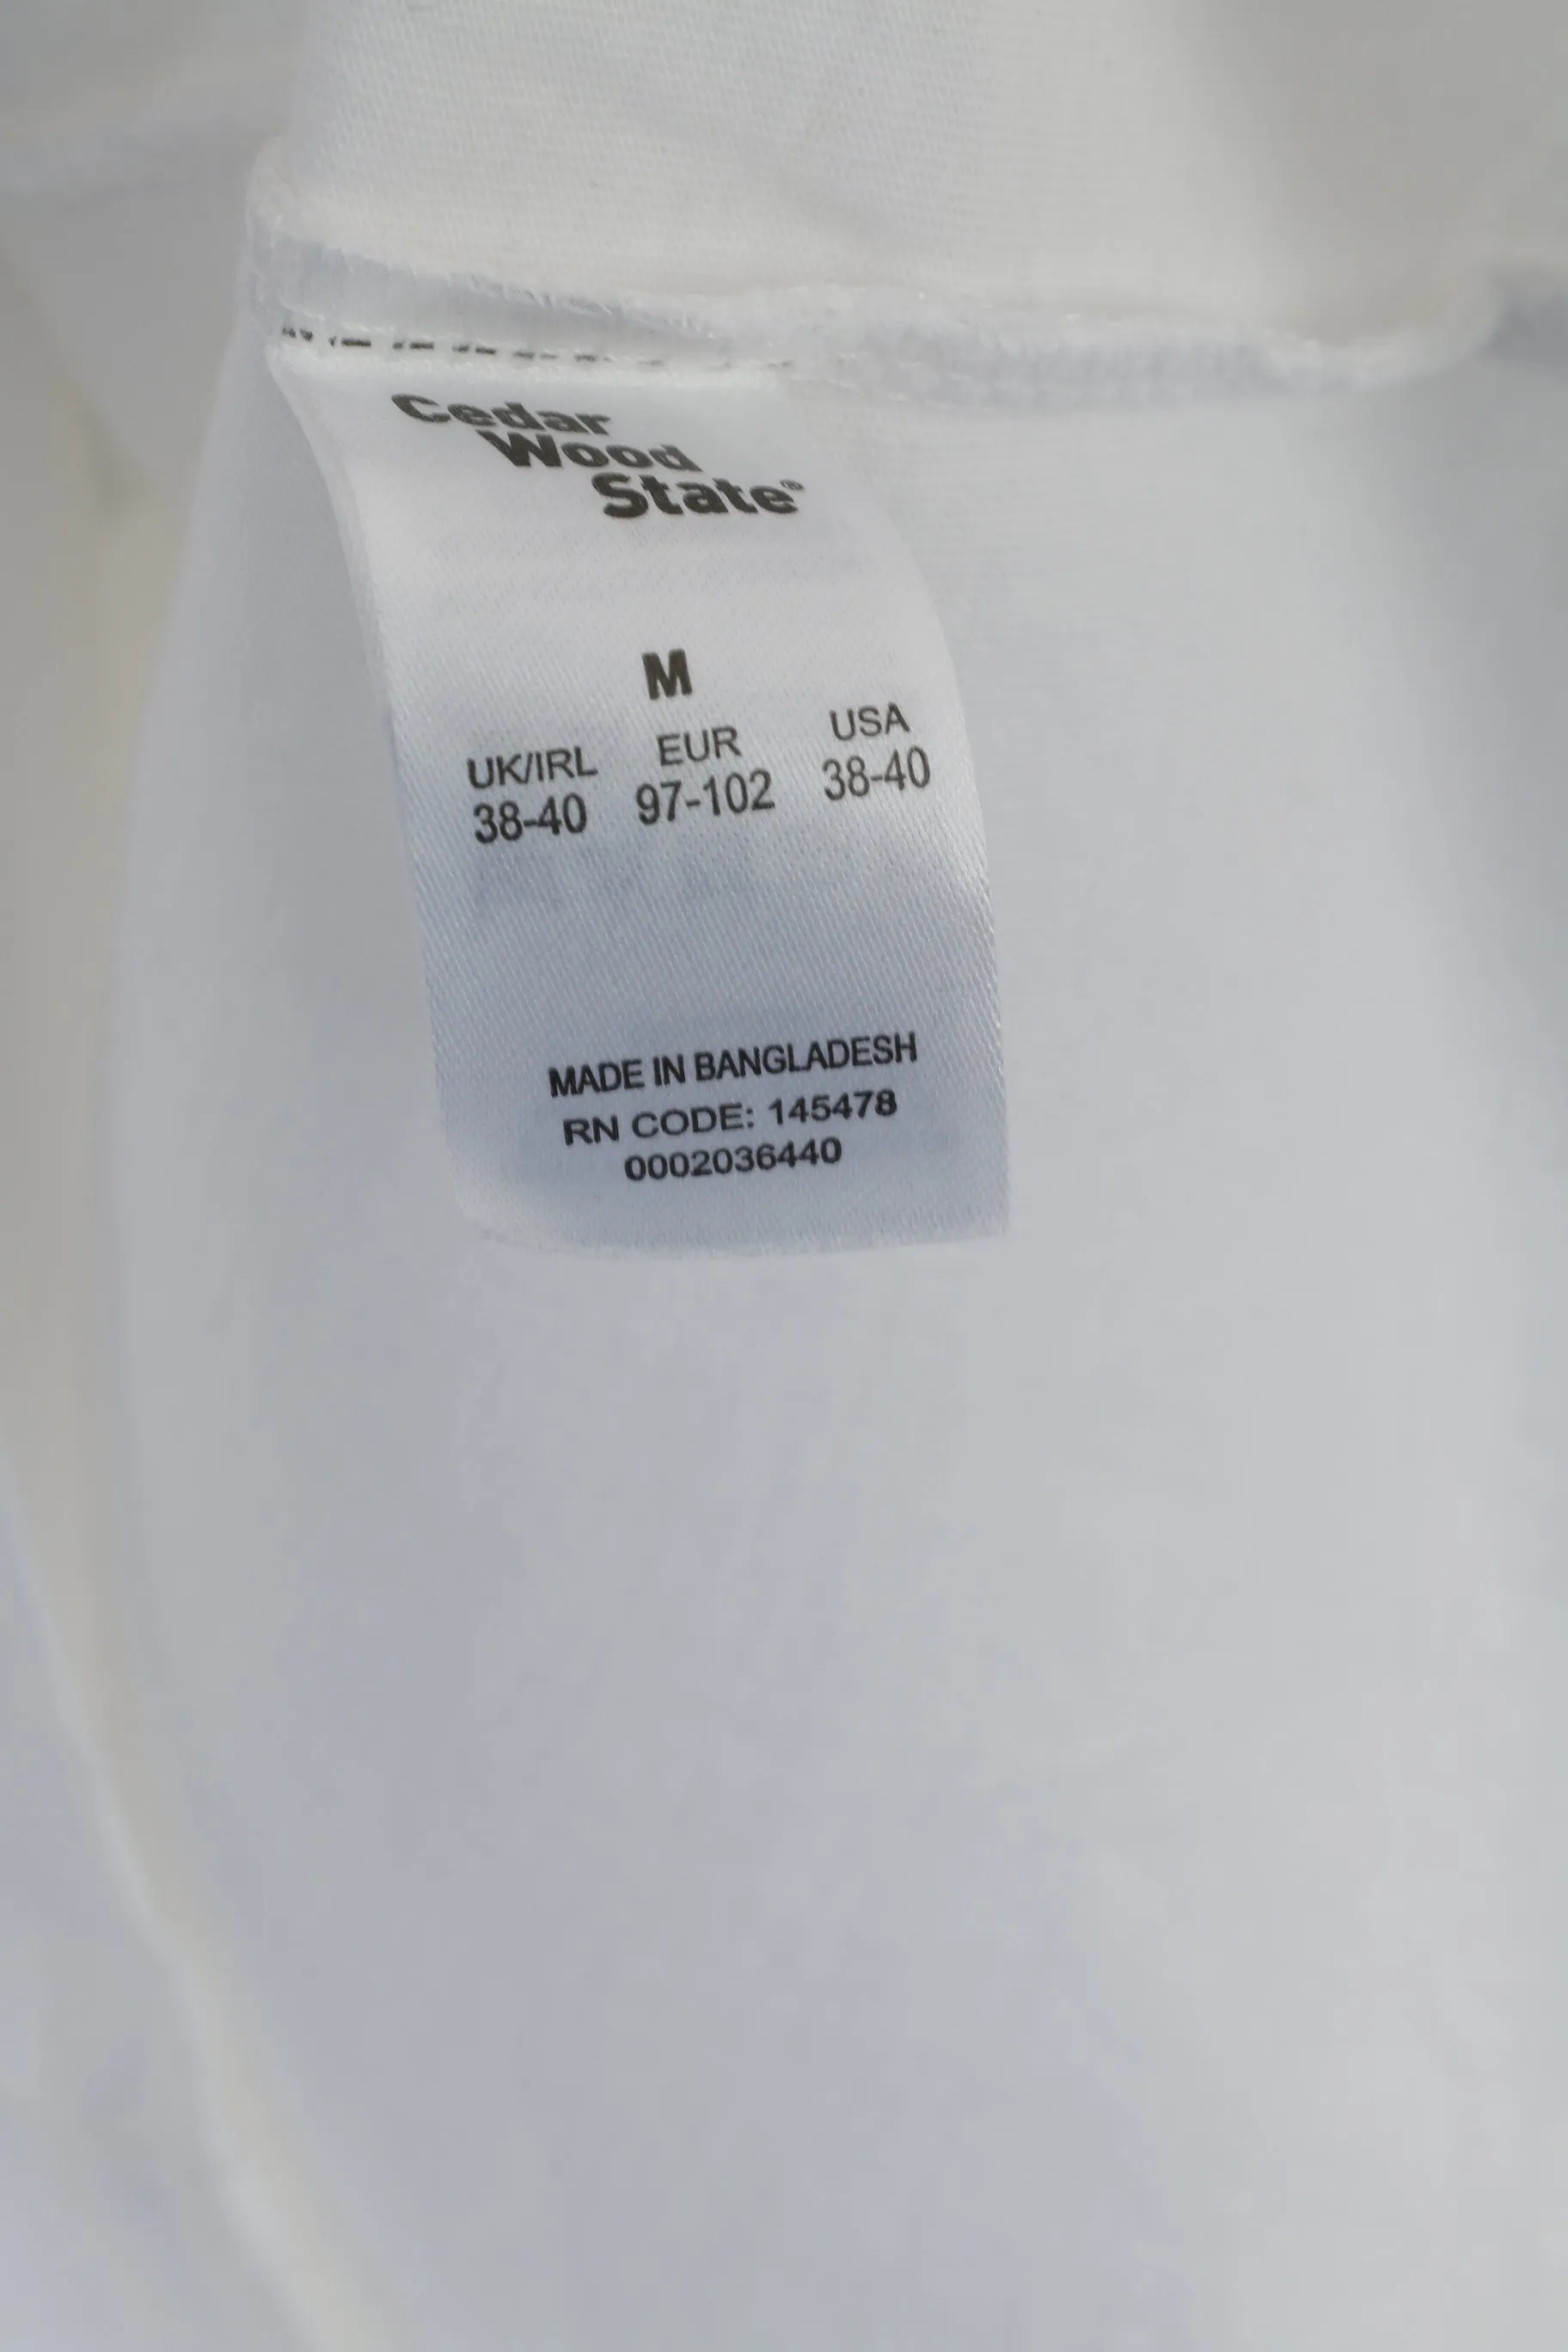 Cedar
Wood
State®
M
UK/IRL EUR USA
38-40 97-102 38-40
MADE IN BANGLADESH
RN CODE: 145478
0002036440